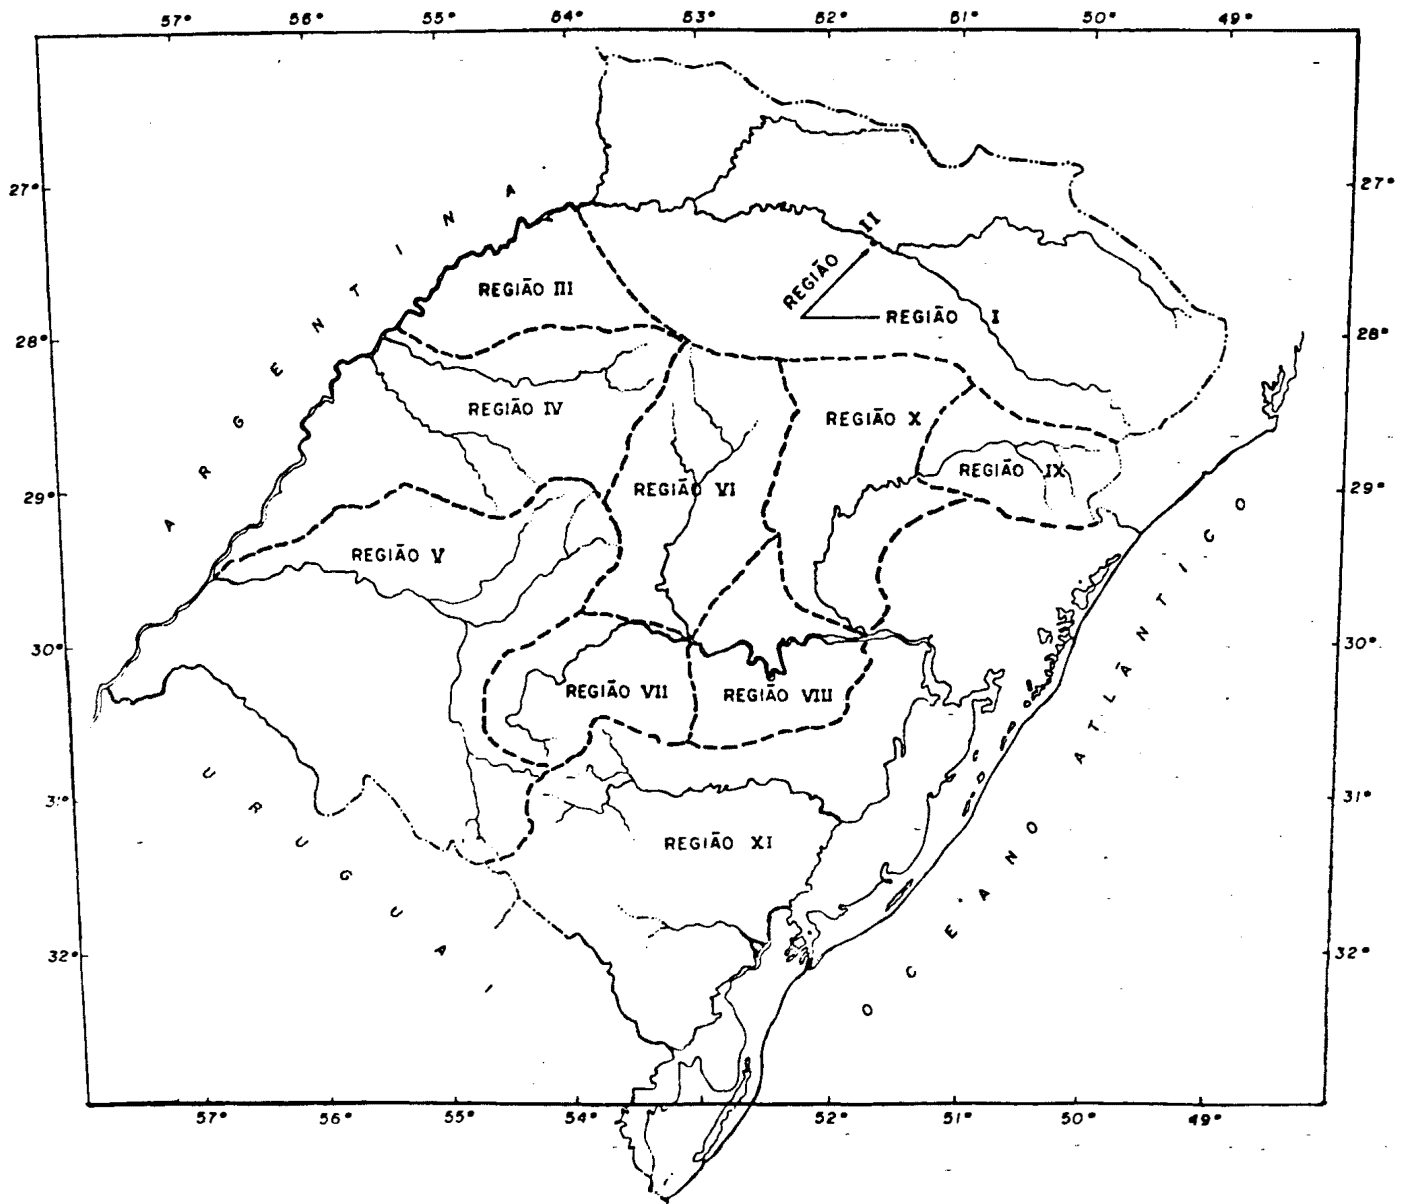 57° 56° 55° 54° 53° 52° 51° 50° 49°
27° 27°
ARGENTINA
REGIÃO II
REGIÃO III
REGIÃO I
28° 28°
REGIÃO IV
REGIÃO X
REGIÃO IX
REGIÃO VI
29° 29°
REGIÃO V
30° 30°
REGIÃO VII
REGIÃO VIII
OCEANO ATLÂNTICO
URUGUAI
31° 31°
REGIÃO XI
32° 32°
57° 56° 55° 54° 53° 52° 51° 50° 49°